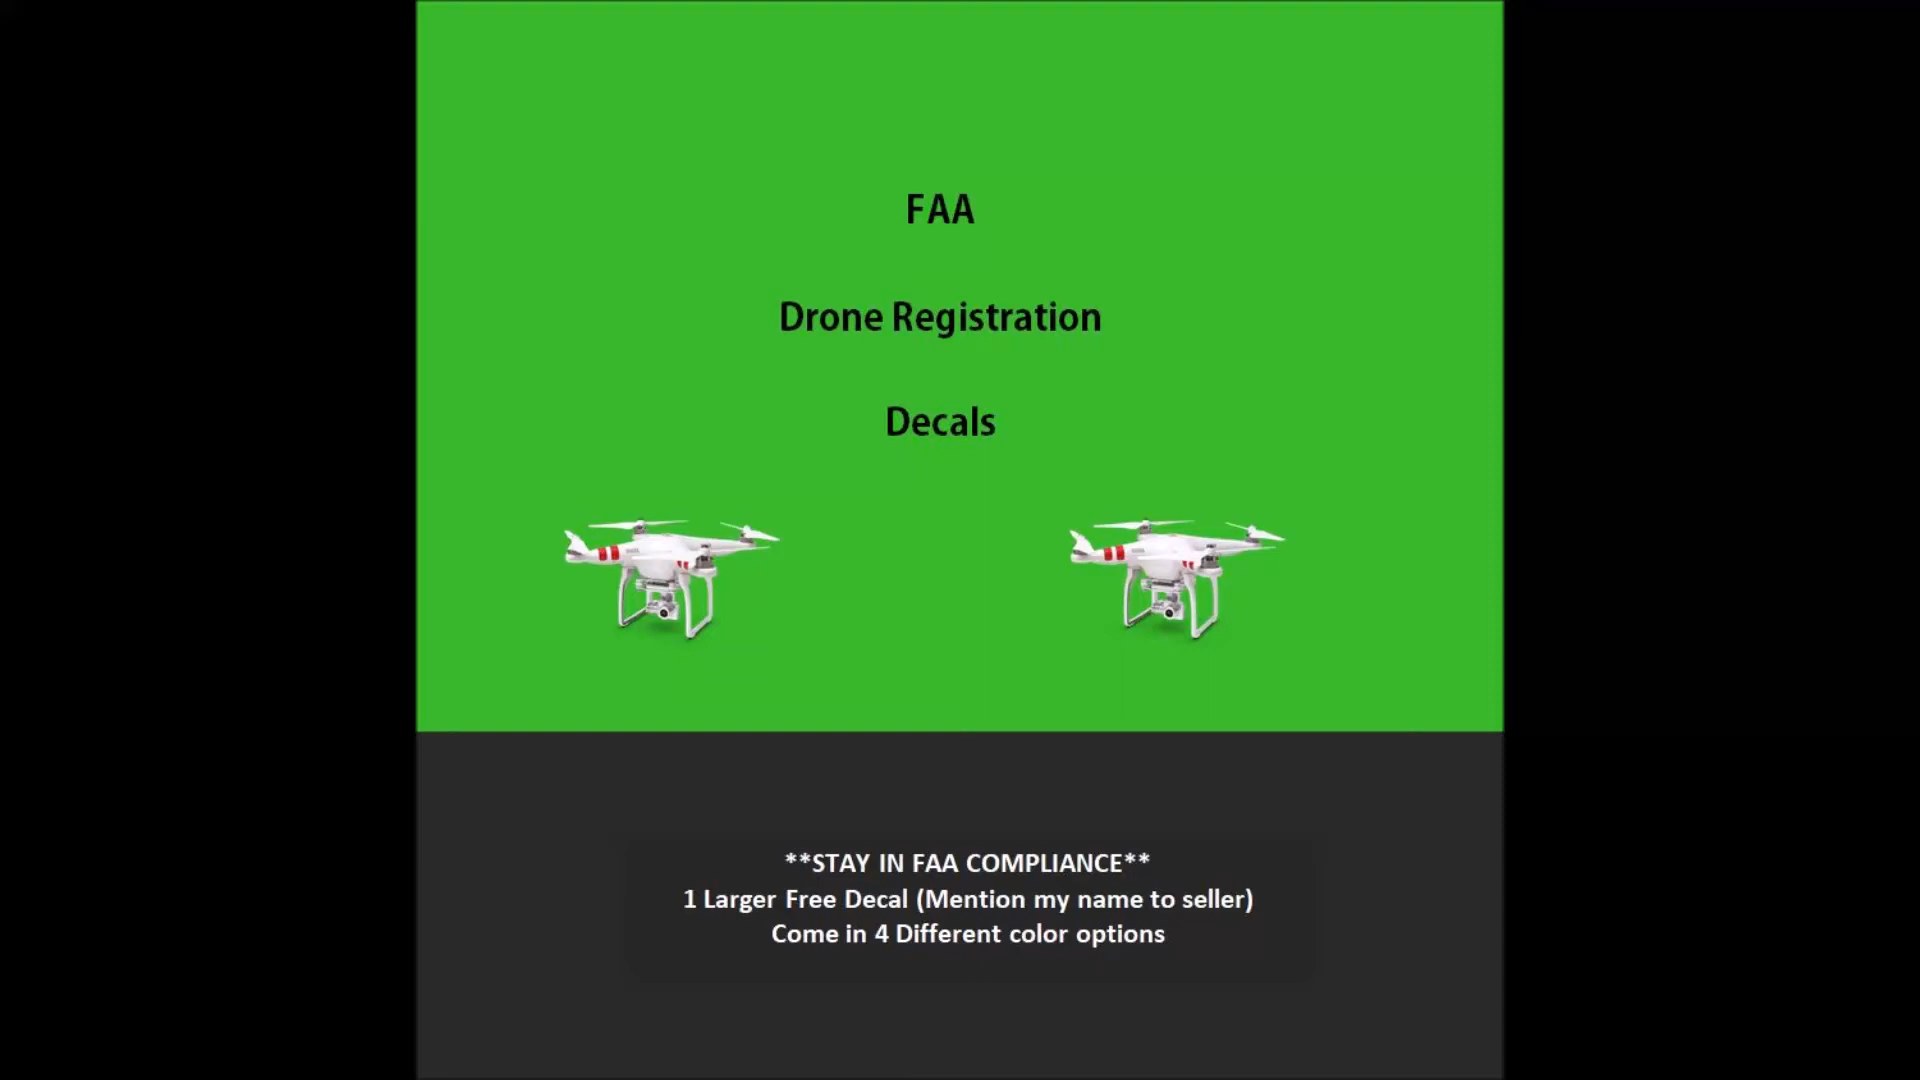 FAA
Drone Registration
Decals
**STAY IN FAA COMPLIANCE**
1 Larger Free Decal (Mention my name to seller)
Come in 4 Different color options